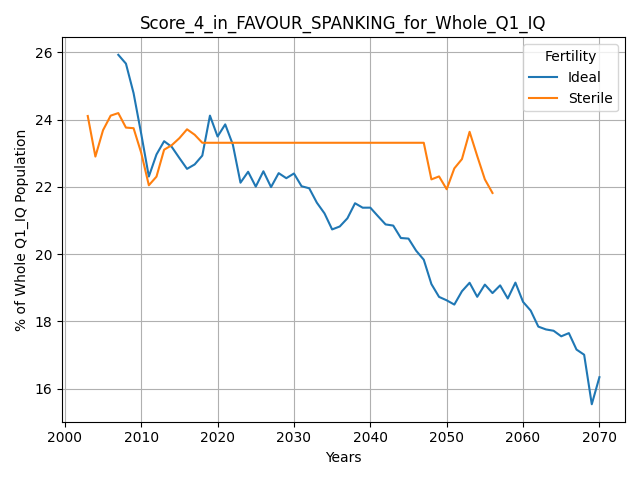 Score_4_in_FAVOUR_SPANKING_for_Whole_Q1_IQ
Fertility
Ideal
Sterile
% of Whole Q1_IQ Population
26
24
22
20
18
16
2000 2010 2020 2030 2040 2050 2060 2070
Years